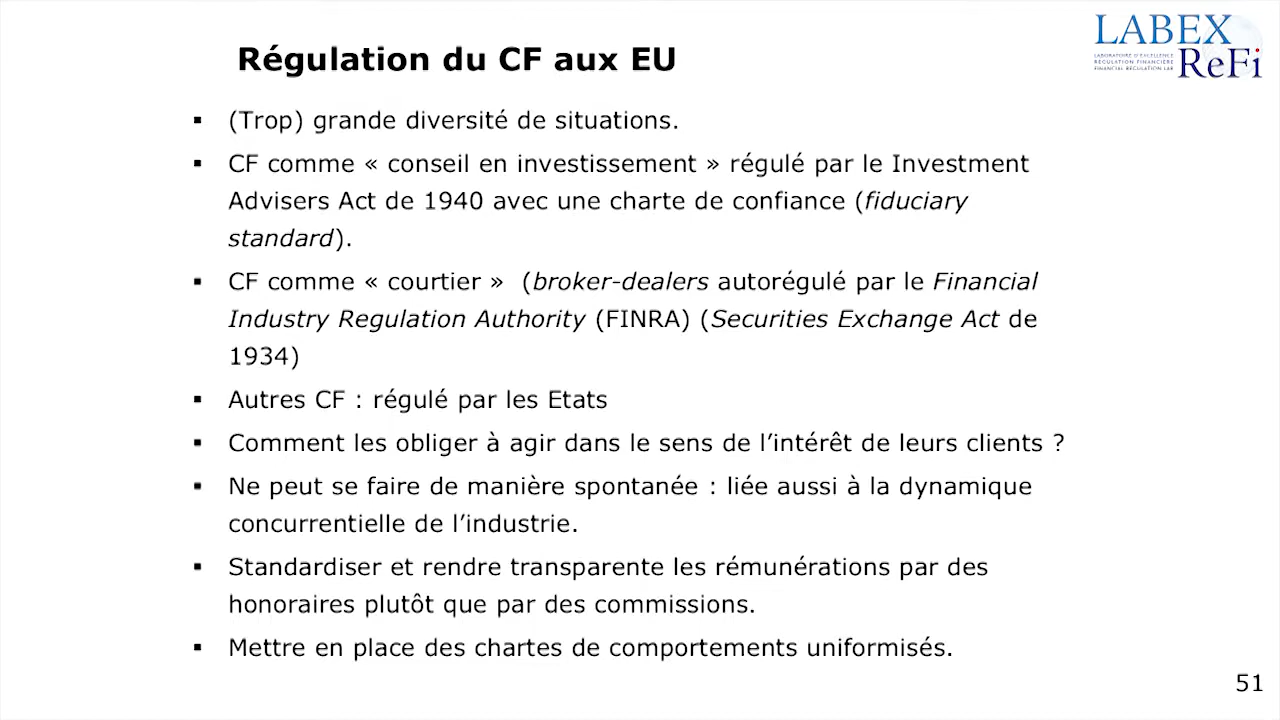 LABEX
LABORATOIRE D'EXCELLENCE
RÉGULATION FINANCIÈRE
FINANCIAL REGULATION LAB
ReFi
Régulation du CF aux EU
▪ (Trop) grande diversité de situations.
▪ CF comme « conseil en investissement » régulé par le Investment
Advisers Act de 1940 avec une charte de confiance (fiduciary
standard).
▪ CF comme « courtier »  (broker-dealers autorégulé par le Financial
Industry Regulation Authority (FINRA) (Securities Exchange Act de
1934)
▪ Autres CF : régulé par les Etats
▪ Comment les obliger à agir dans le sens de l’intérêt de leurs clients ?
▪ Ne peut se faire de manière spontanée : liée aussi à la dynamique
concurrentielle de l’industrie.
▪ Standardiser et rendre transparente les rémunérations par des
honoraires plutôt que par des commissions.
▪ Mettre en place des chartes de comportements uniformisés.
51